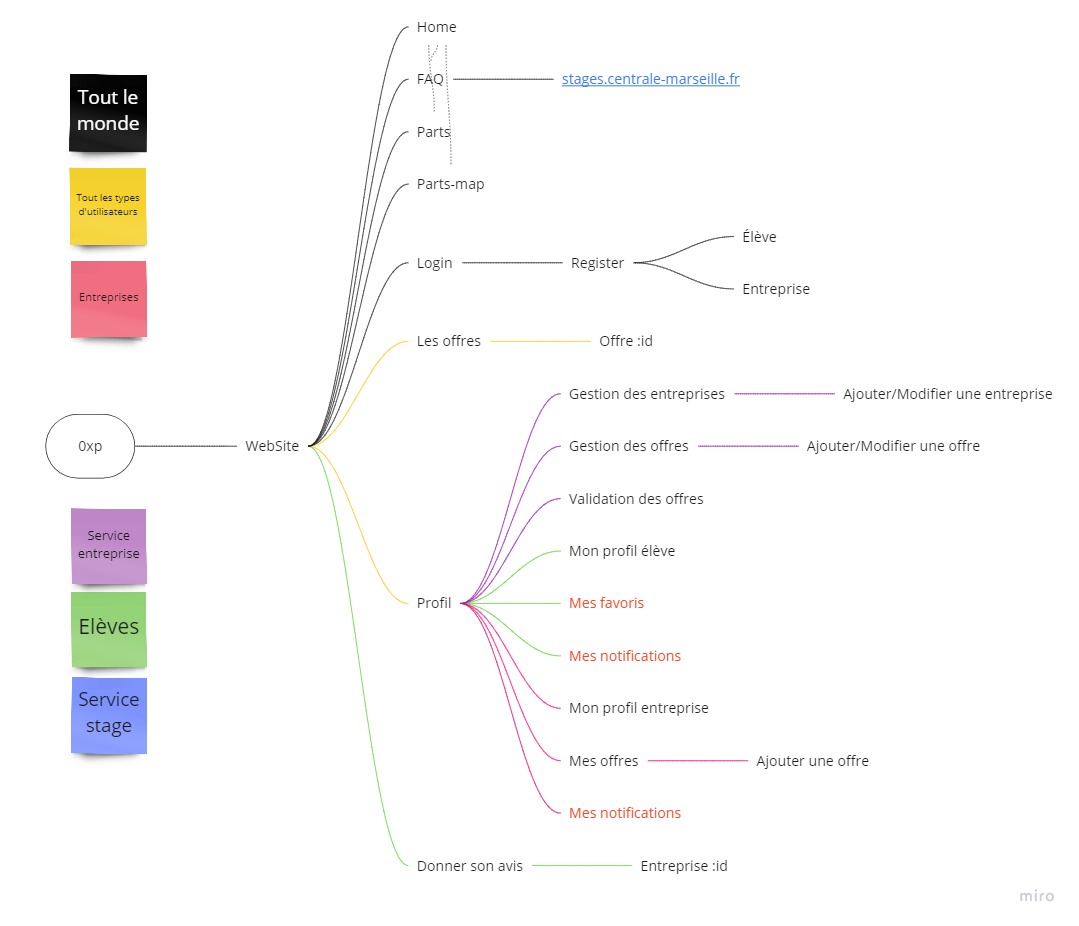 Tout le
monde
Tout les types
d'utilisateurs
Entreprises
0xp
WebSite
Service
entreprise
Elèves
Service
stage
Home
FAQ
stages.centrale-marseille.fr
Parts
Parts-map
Login
Register
Élève
Entreprise
Les offres
Offre :id
Profil
Gestion des entreprises
Ajouter/Modifier une entreprise
Gestion des offres
Ajouter/Modifier une offre
Validation des offres
Mon profil élève
Mes favoris
Mes notifications
Mon profil entreprise
Mes offres
Ajouter une offre
Mes notifications
Donner son avis
Entreprise :id
miro